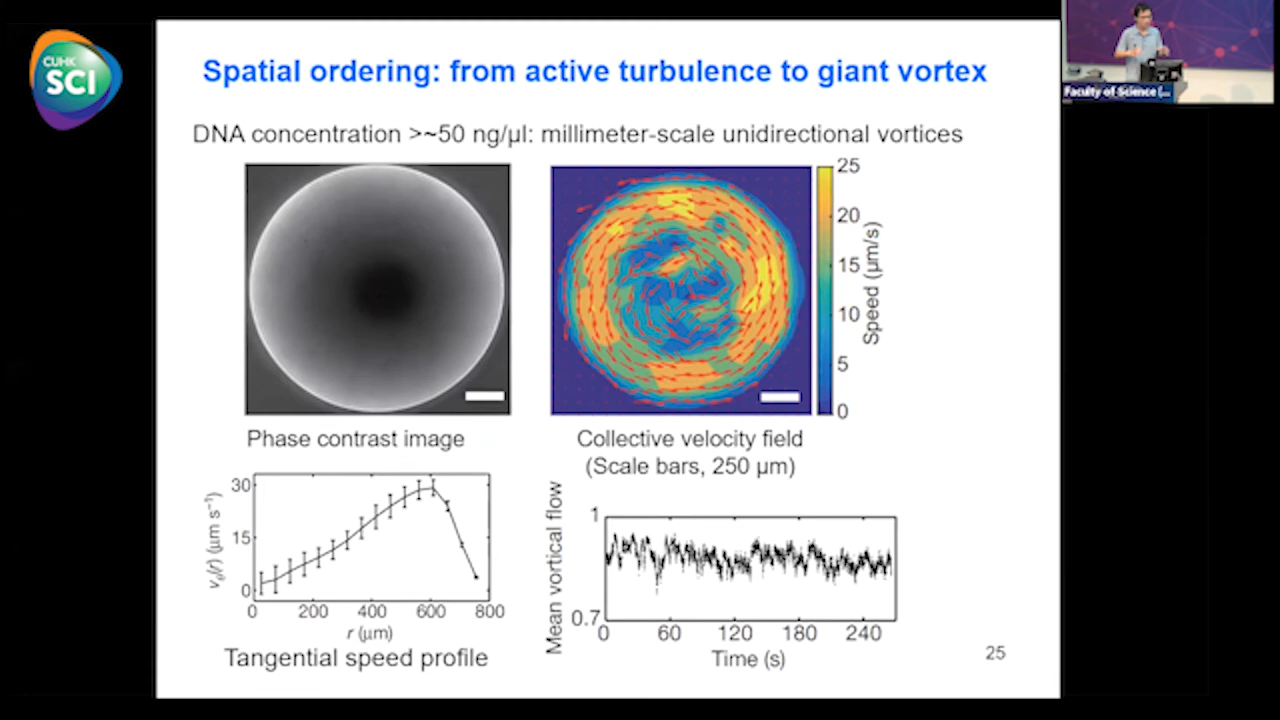 CUHK
SCI
Faculty of Science (...
Spatial ordering: from active turbulence to giant vortex
DNA concentration >~50 ng/µl: millimeter-scale unidirectional vortices
25
20
15
10
5
0
Speed (µm/s)
Phase contrast image
Collective velocity field
(Scale bars, 250 µm)
30
15
0
0 200 400 600 800
r (µm)
Tangential speed profile
Mean vortical flow
1
0.7
0 60 120 180 240
Time (s)
25